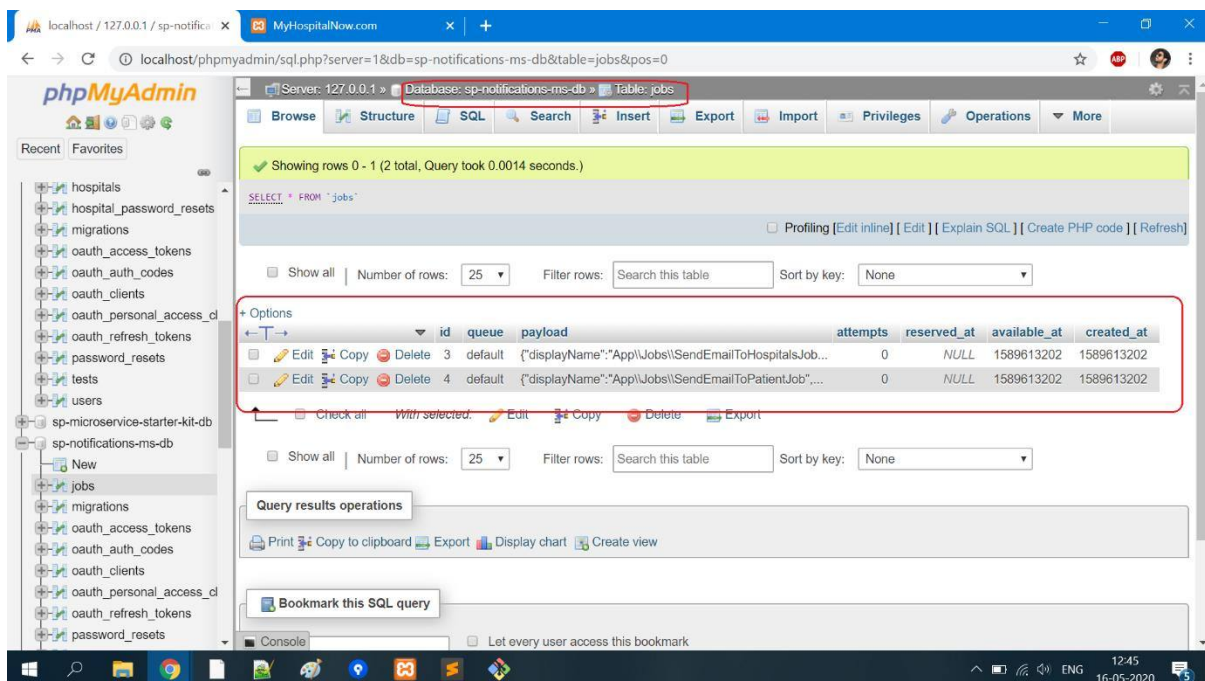 localhost / 127.0.0.1 / sp-notifica
MyHospitalNow.com
localhost/phpmyadmin/sql.php?server=1&db=sp-notifications-ms-db&table=jobs&pos=0
ABP
phpMyAdmin
Recent Favorites
hospitals
hospital_password_resets
migrations
oauth_access_tokens
oauth_auth_codes
oauth_clients
oauth_personal_access_cl
oauth_refresh_tokens
password_resets
tests
users
sp-microservice-starter-kit-db
sp-notifications-ms-db
New
jobs
migrations
oauth_access_tokens
oauth_auth_codes
oauth_clients
oauth_personal_access_cl
oauth_refresh_tokens
password_resets
Server: 127.0.0.1 » Database: sp-notifications-ms-db » Table: jobs
Browse Structure SQL Search Insert Export Import Privileges Operations More
Showing rows 0 - 1 (2 total, Query took 0.0014 seconds.)
SELECT * FROM `jobs`
Profiling [Edit inline] [ Edit ] [ Explain SQL ] [ Create PHP code ] [ Refresh]
Show all | Number of rows: 25 Filter rows: Search this table Sort by key: None
+ Options
←T→ id queue payload attempts reserved_at available_at created_at
Edit Copy Delete 3 default {"displayName":"App\\Jobs\\SendEmailToHospitalsJob... 0 NULL 1589613202 1589613202
Edit Copy Delete 4 default {"displayName":"App\\Jobs\\SendEmailToPatientJob",... 0 NULL 1589613202 1589613202
Check all With selected: Edit Copy Delete Export
Show all | Number of rows: 25 Filter rows: Search this table Sort by key: None
Query results operations
Print Copy to clipboard Export Display chart Create view
Bookmark this SQL query
Console
Let every user access this bookmark
ENG
12:45
16-05-2020